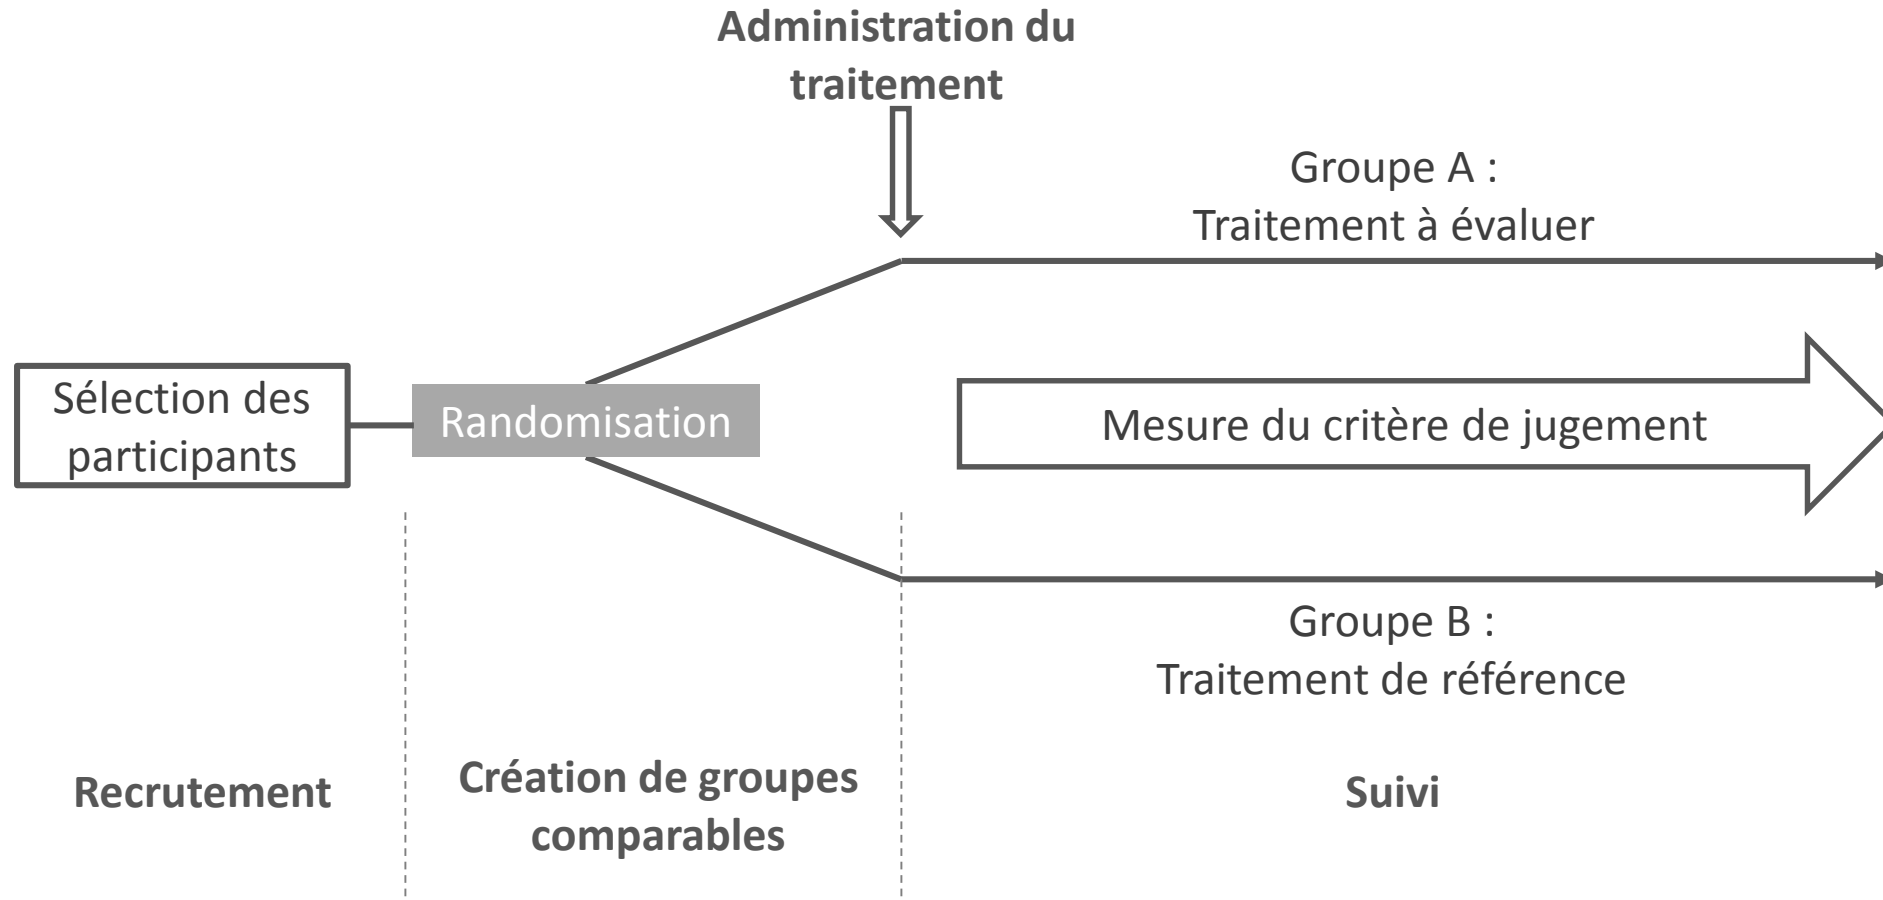 Administration du
traitement
Groupe A :
Traitement à évaluer
Sélection des
participants
Randomisation
Mesure du critère de jugement
Groupe B :
Traitement de référence
Recrutement
Création de groupes
comparables
Suivi